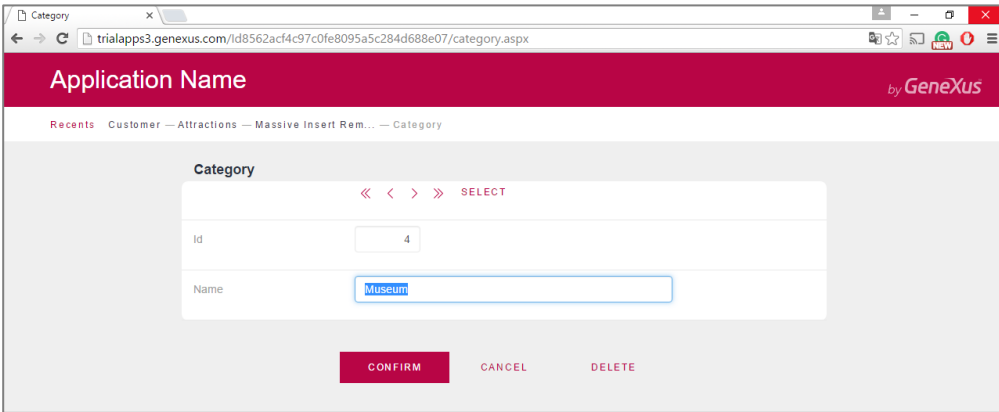 Category
trialapps3.genexus.com/Id8562acf4c97c0fe8095a5c284d688e07/category.aspx
NEW
Application Name
by GeneXus
Recents Customer — Attractions — Massive Insert Rem... — Category
Category
SELECT
Id 4
Name Museum
CONFIRM CANCEL DELETE